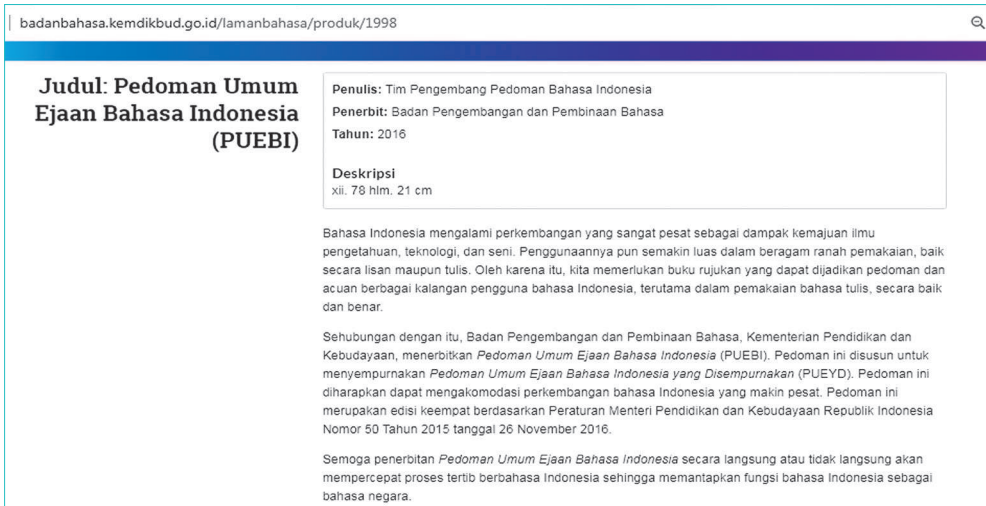 badanbahasa.kemdikbud.go.id/lamanbahasa/produk/1998
Judul: Pedoman Umum
Ejaan Bahasa Indonesia
(PUEBI)
Penulis: Tim Pengembang Pedoman Bahasa Indonesia
Penerbit: Badan Pengembangan dan Pembinaan Bahasa
Tahun: 2016
Deskripsi
xii. 78 hlm. 21 cm
Bahasa Indonesia mengalami perkembangan yang sangat pesat sebagai dampak kemajuan ilmu
pengetahuan, teknologi, dan seni. Penggunaannya pun semakin luas dalam beragam ranah pemakaian, baik
secara lisan maupun tulis. Oleh karena itu, kita memerlukan buku rujukan yang dapat dijadikan pedoman dan
acuan berbagai kalangan pengguna bahasa Indonesia, terutama dalam pemakaian bahasa tulis, secara baik
dan benar.
Sehubungan dengan itu, Badan Pengembangan dan Pembinaan Bahasa, Kementerian Pendidikan dan
Kebudayaan, menerbitkan Pedoman Umum Ejaan Bahasa Indonesia (PUEBI). Pedoman ini disusun untuk
menyempurnakan Pedoman Umum Ejaan Bahasa Indonesia yang Disempurnakan (PUEYD). Pedoman ini
diharapkan dapat mengakomodasi perkembangan bahasa Indonesia yang makin pesat. Pedoman ini
merupakan edisi keempat berdasarkan Peraturan Menteri Pendidikan dan Kebudayaan Republik Indonesia
Nomor 50 Tahun 2015 tanggal 26 November 2016.
Semoga penerbitan Pedoman Umum Ejaan Bahasa Indonesia secara langsung atau tidak langsung akan
mempercepat proses tertib berbahasa Indonesia sehingga memantapkan fungsi bahasa Indonesia sebagai
bahasa negara.